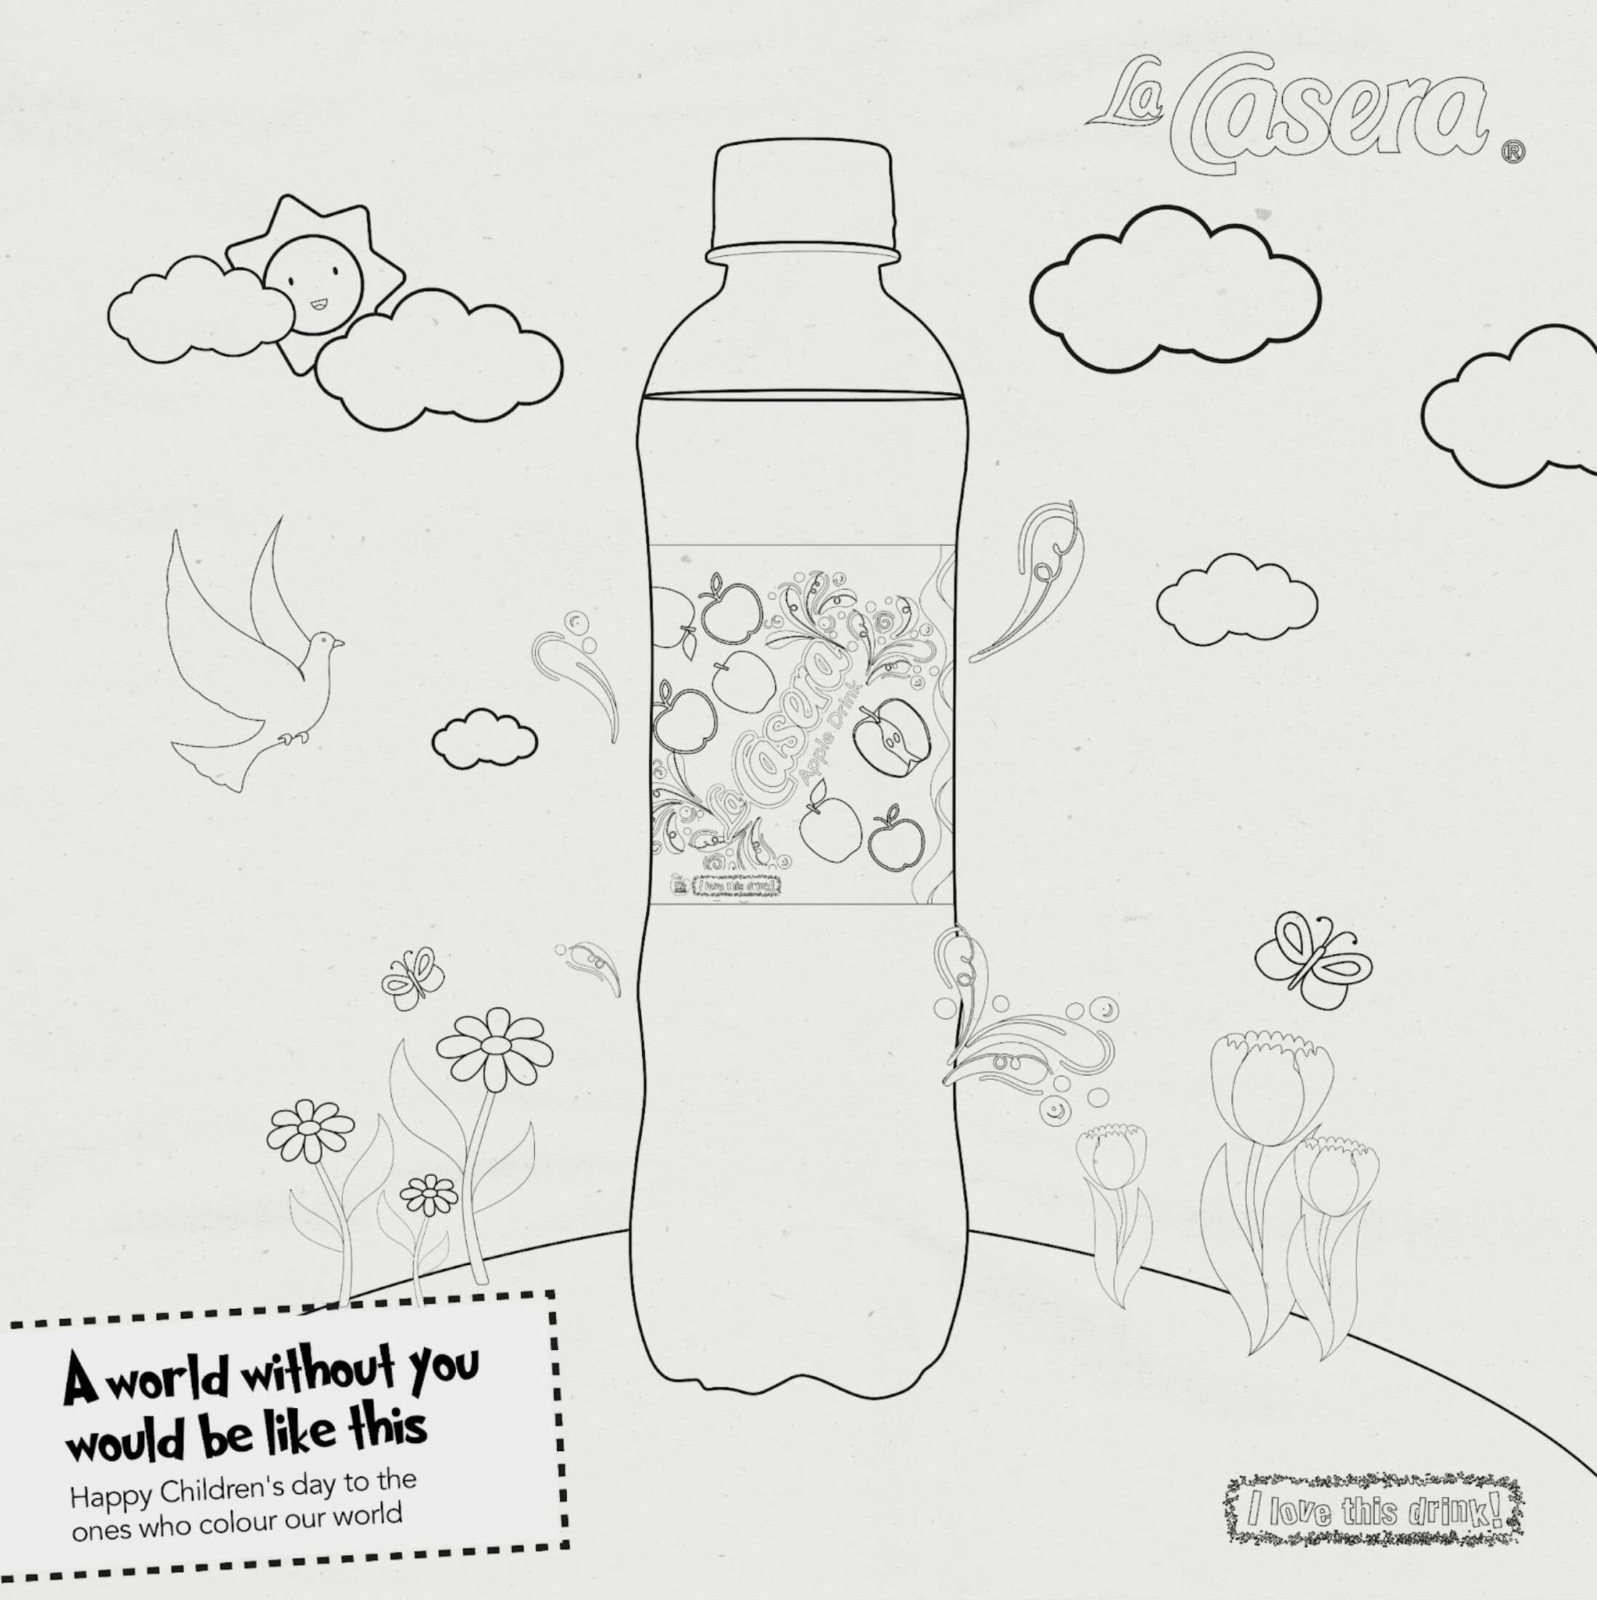 La Casera ®
La Casera
Apple Drink
I love this drink!
A world without you
would be like this
Happy Children's day to the
ones who colour our world
I love this drink!